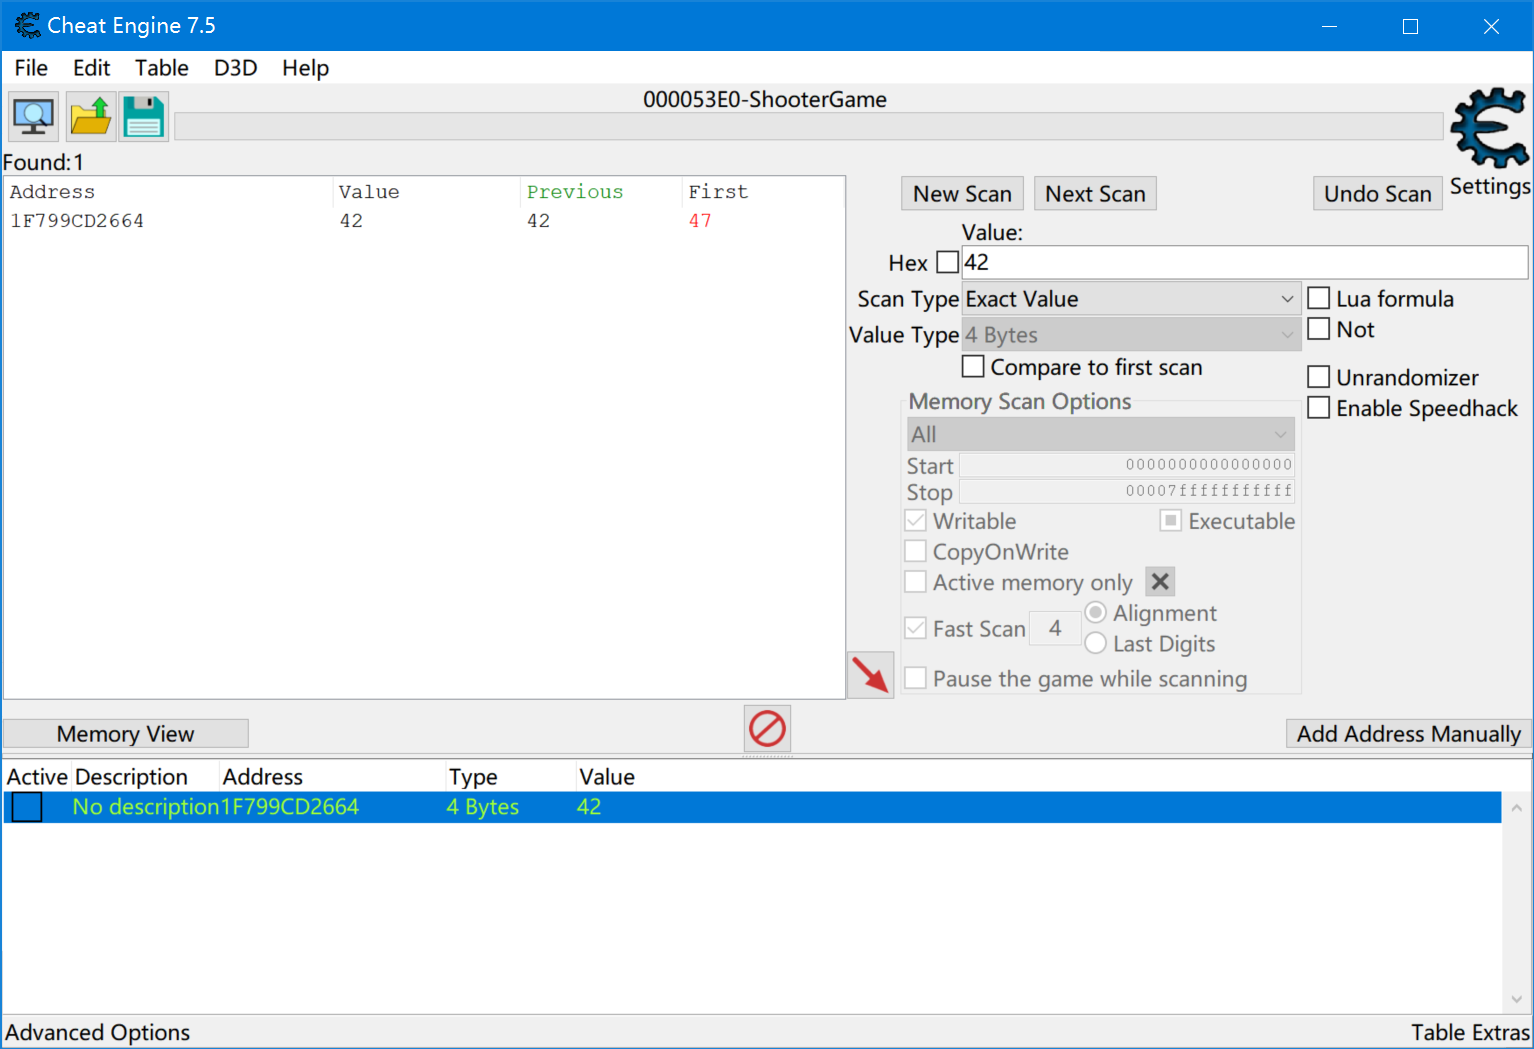 Cheat Engine 7.5
File Edit Table D3D Help
000053E0-ShooterGame
Found:1
Settings
Address Value Previous First
1F799CD2664 42 42 47
New Scan Next Scan Undo Scan
Value:
Hex 42
Scan Type Exact Value Lua formula
Value Type 4 Bytes Not
Compare to first scan
Unrandomizer
Memory Scan Options
Enable Speedhack
All
Start 0000000000000000
Stop 00007fffffffffff
Writable Executable
CopyOnWrite
Active memory only
Fast Scan 4 Alignment
Last Digits
Pause the game while scanning
Memory View Add Address Manually
Active Description Address Type Value
No description 1F799CD2664 4 Bytes 42
Advanced Options Table Extras